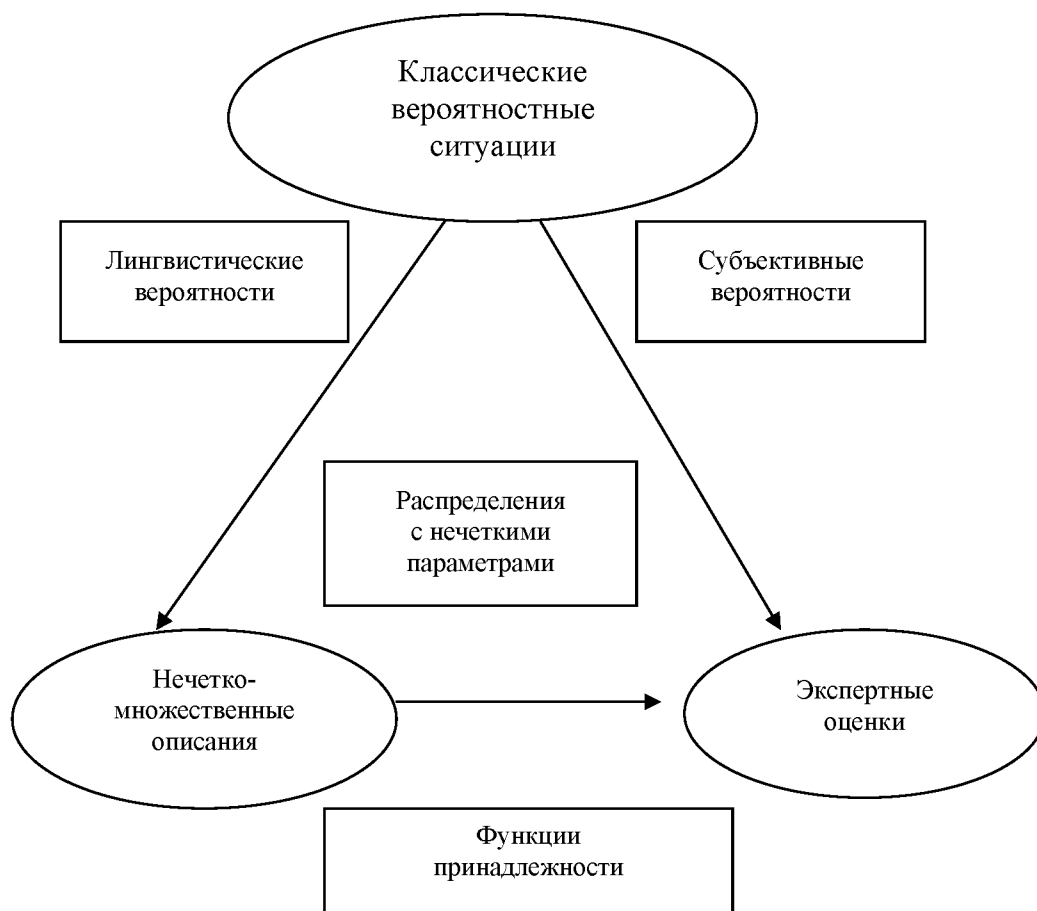 Классические
вероятностные
ситуации
Лингвистические
вероятности
Субъективные
вероятности
Распределения
с нечеткими
параметрами
Нечетко-
множественные
описания
Экспертные
оценки
Функции
принадлежности